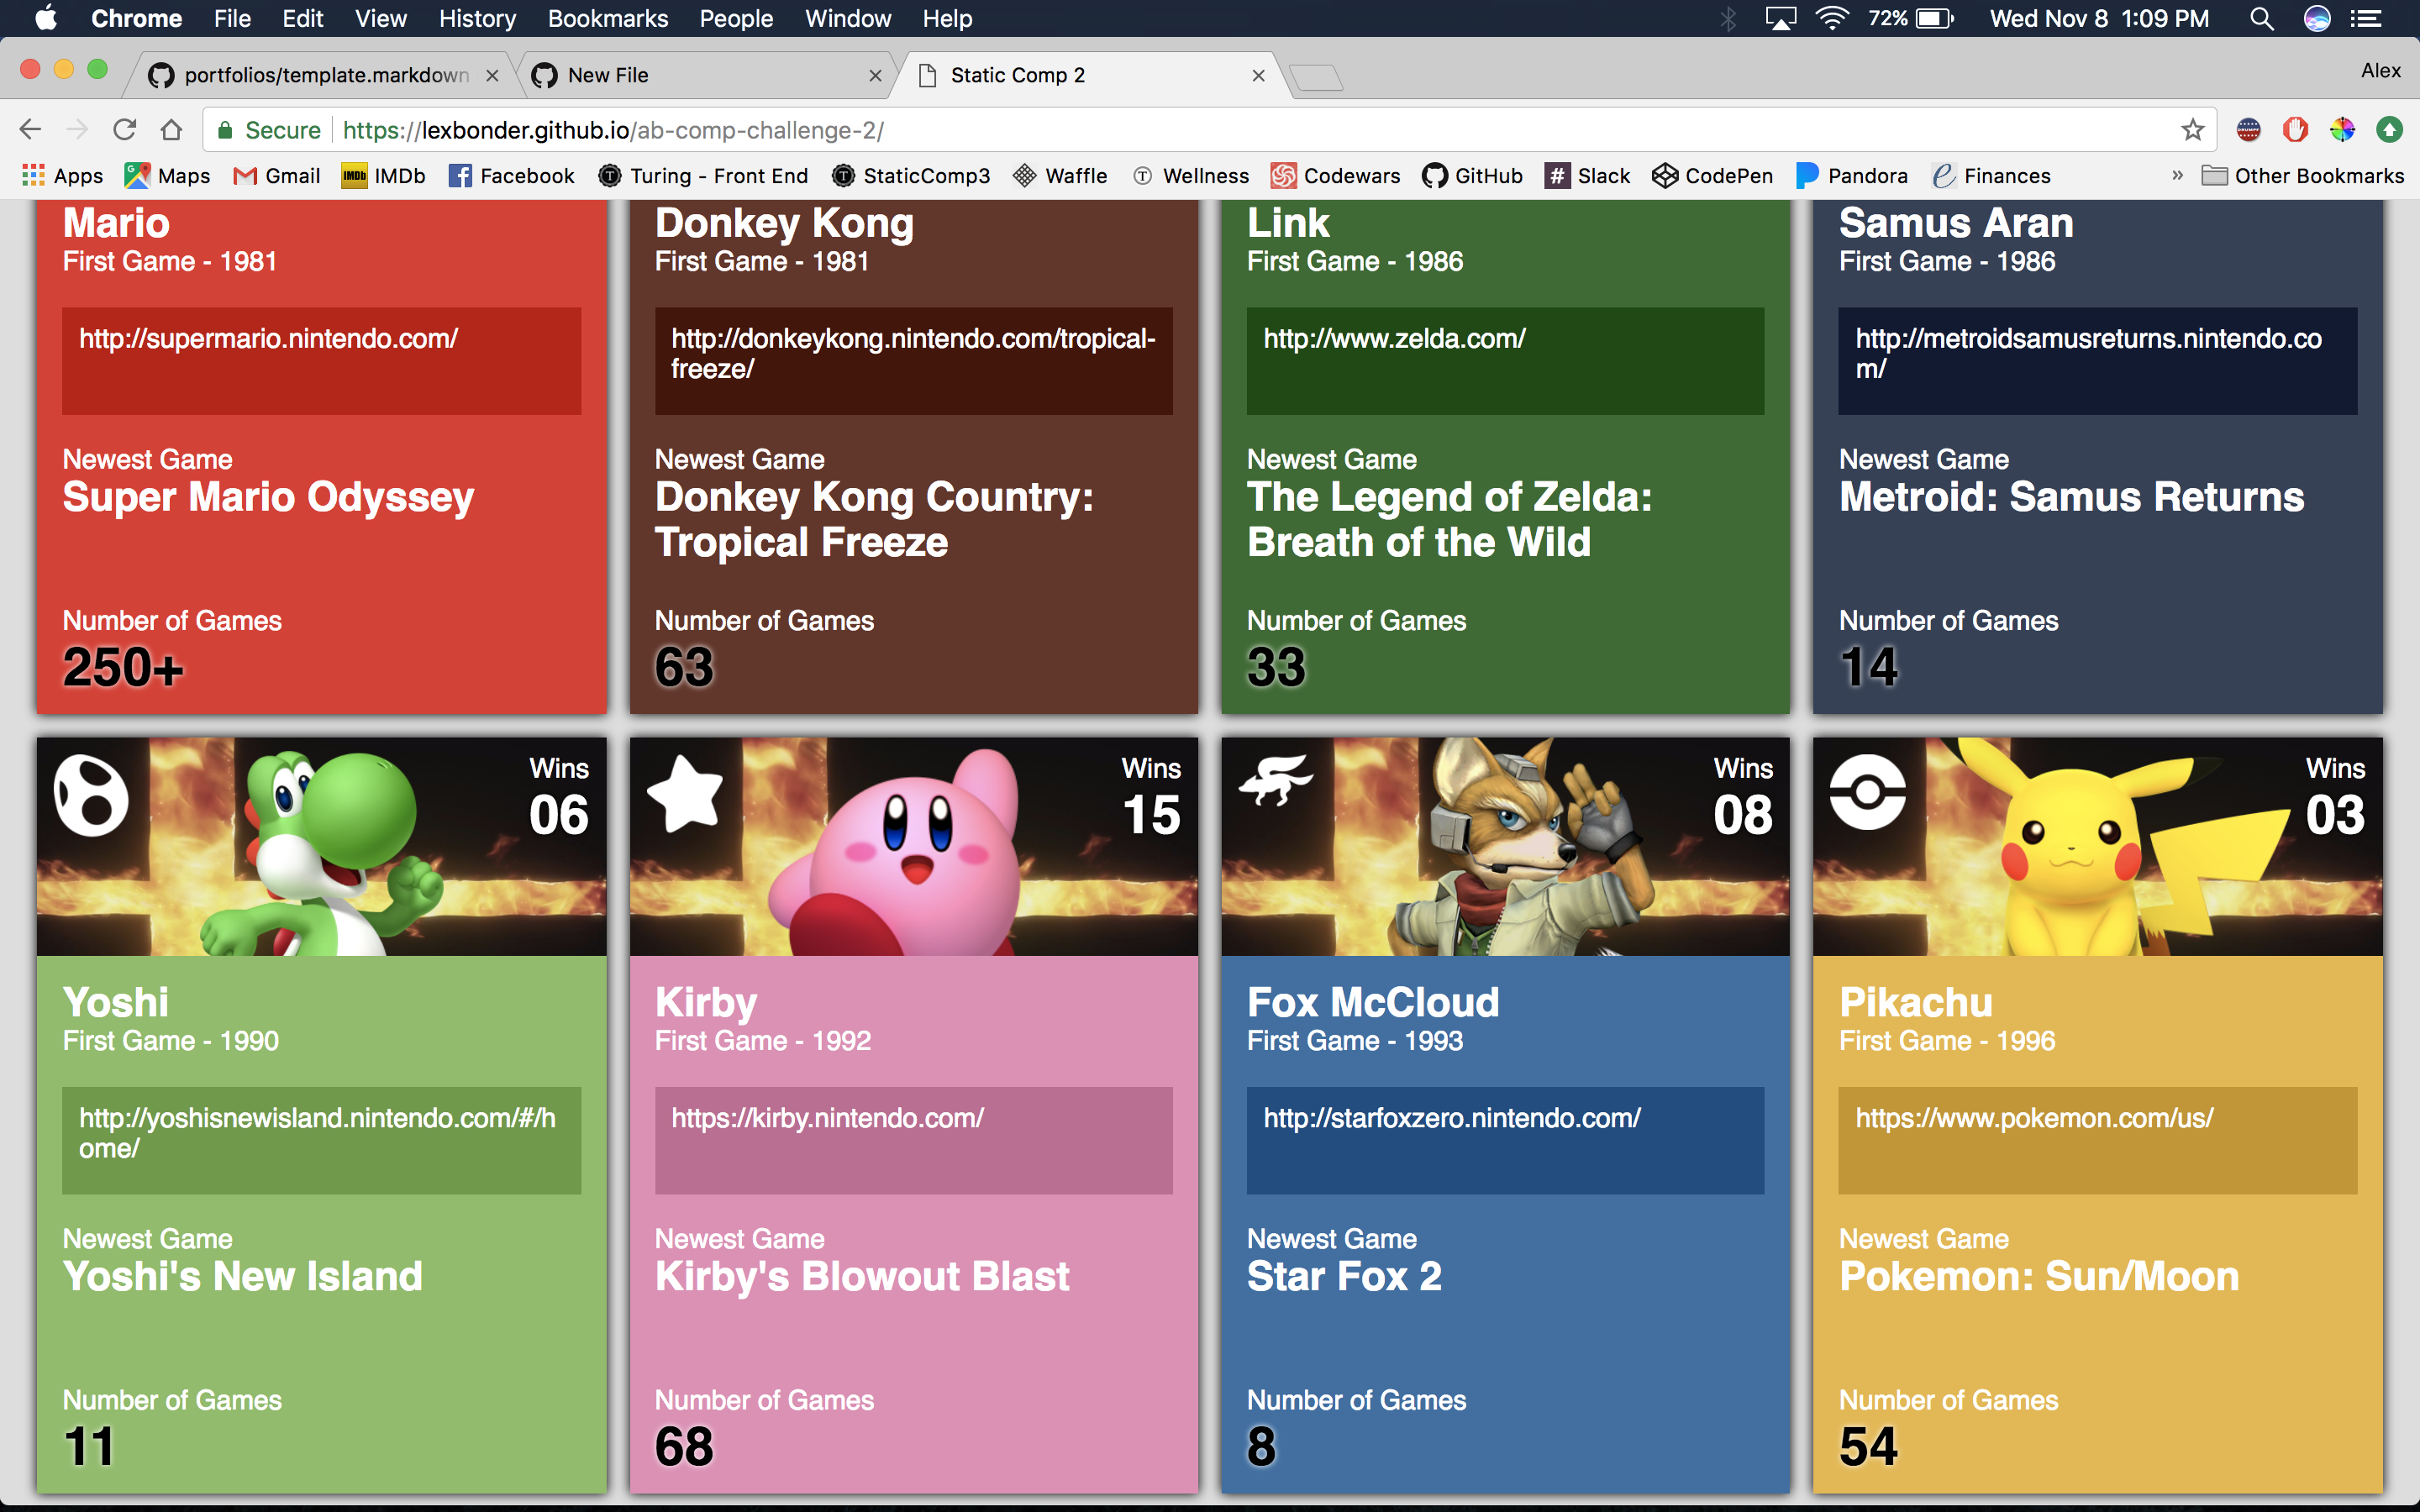 Chrome File Edit View History Bookmarks People Window Help 72% Wed Nov 8 1:09 PM
portfolios/template.markdown New File Static Comp 2 Alex
Secure https://lexbonder.github.io/ab-comp-challenge-2/
Apps Maps Gmail IMDb Facebook Turing - Front End StaticComp3 Waffle Wellness Codewars GitHub Slack CodePen Pandora Finances » Other Bookmarks
Mario
First Game - 1981
http://supermario.nintendo.com/
Newest Game
Super Mario Odyssey
Number of Games
250+
Donkey Kong
First Game - 1981
http://donkeykong.nintendo.com/tropical-
freeze/
Newest Game
Donkey Kong Country:
Tropical Freeze
Number of Games
63
Link
First Game - 1986
http://www.zelda.com/
Newest Game
The Legend of Zelda:
Breath of the Wild
Number of Games
33
Samus Aran
First Game - 1986
http://metroidsamusreturns.nintendo.co
m/
Newest Game
Metroid: Samus Returns
Number of Games
14
Wins
06
Yoshi
First Game - 1990
http://yoshisnewisland.nintendo.com/#/h
ome/
Newest Game
Yoshi's New Island
Number of Games
11
Wins
15
Kirby
First Game - 1992
https://kirby.nintendo.com/
Newest Game
Kirby's Blowout Blast
Number of Games
68
Wins
08
Fox McCloud
First Game - 1993
http://starfoxzero.nintendo.com/
Newest Game
Star Fox 2
Number of Games
8
Wins
03
Pikachu
First Game - 1996
https://www.pokemon.com/us/
Newest Game
Pokemon: Sun/Moon
Number of Games
54